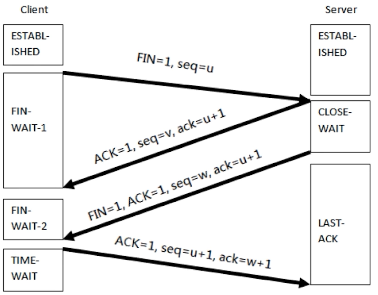 Client Server
ESTABL-
ISHED
ESTABL-
ISHED
FIN=1, seq=u
FIN-
WAIT-1
CLOSE-
WAIT
ACK=1, seq=v, ack=u+1
FIN=1, ACK=1, seq=w, ack=u+1
FIN-
WAIT-2
LAST-
ACK
ACK=1, seq=u+1, ack=w+1
TIME-
WAIT